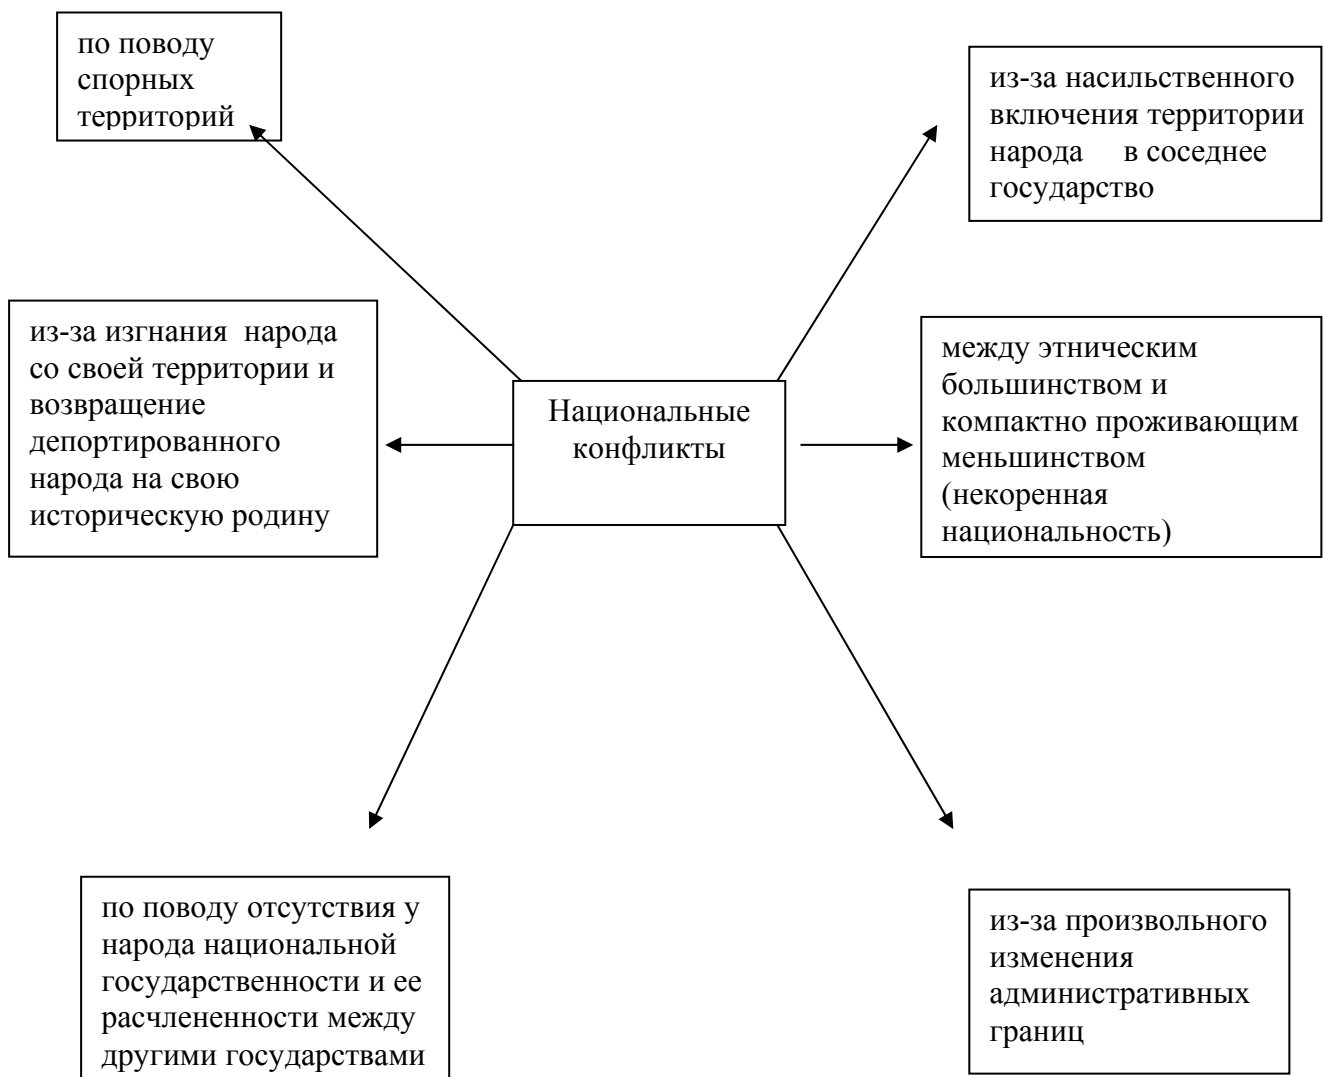 по поводу
спорных
территорий
из-за насильственного
включения территории
народа в соседнее
государство
из-за изгнания народа
со своей территории и
возвращение
депортированного
народа на свою
историческую родину
Национальные
конфликты
между этническим
большинством и
компактно проживающим
меньшинством
(некоренная
национальность)
по поводу отсутствия у
народа национальной
государственности и ее
расчлененности между
другими государствами
из-за произвольного
изменения
административных
границ